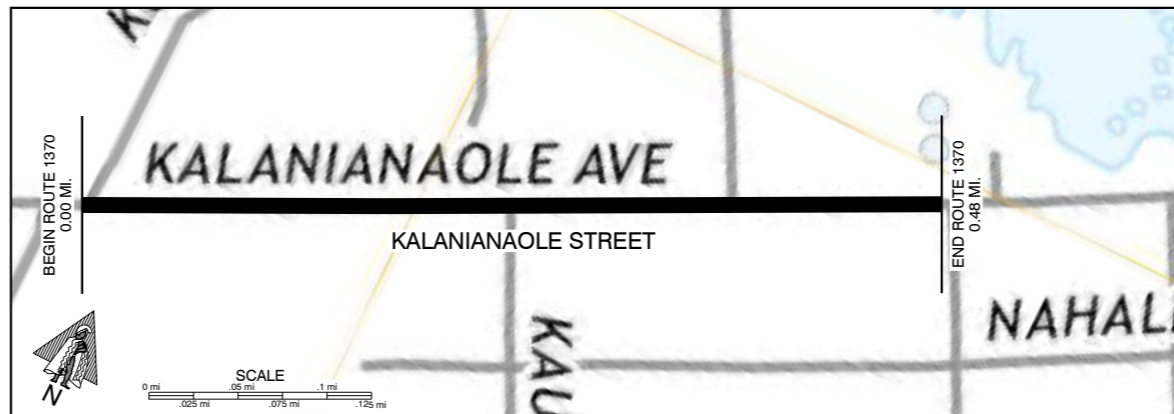 KALANIANAOLE AVE
BEGIN ROUTE 1370
0.00 MI.
END ROUTE 1370
0.48 MI.
KALANIANAOLE STREET
NAHAL
KAU
N
SCALE
0 mi .05 mi .1 mi
.025 mi .075 mi .125 mi